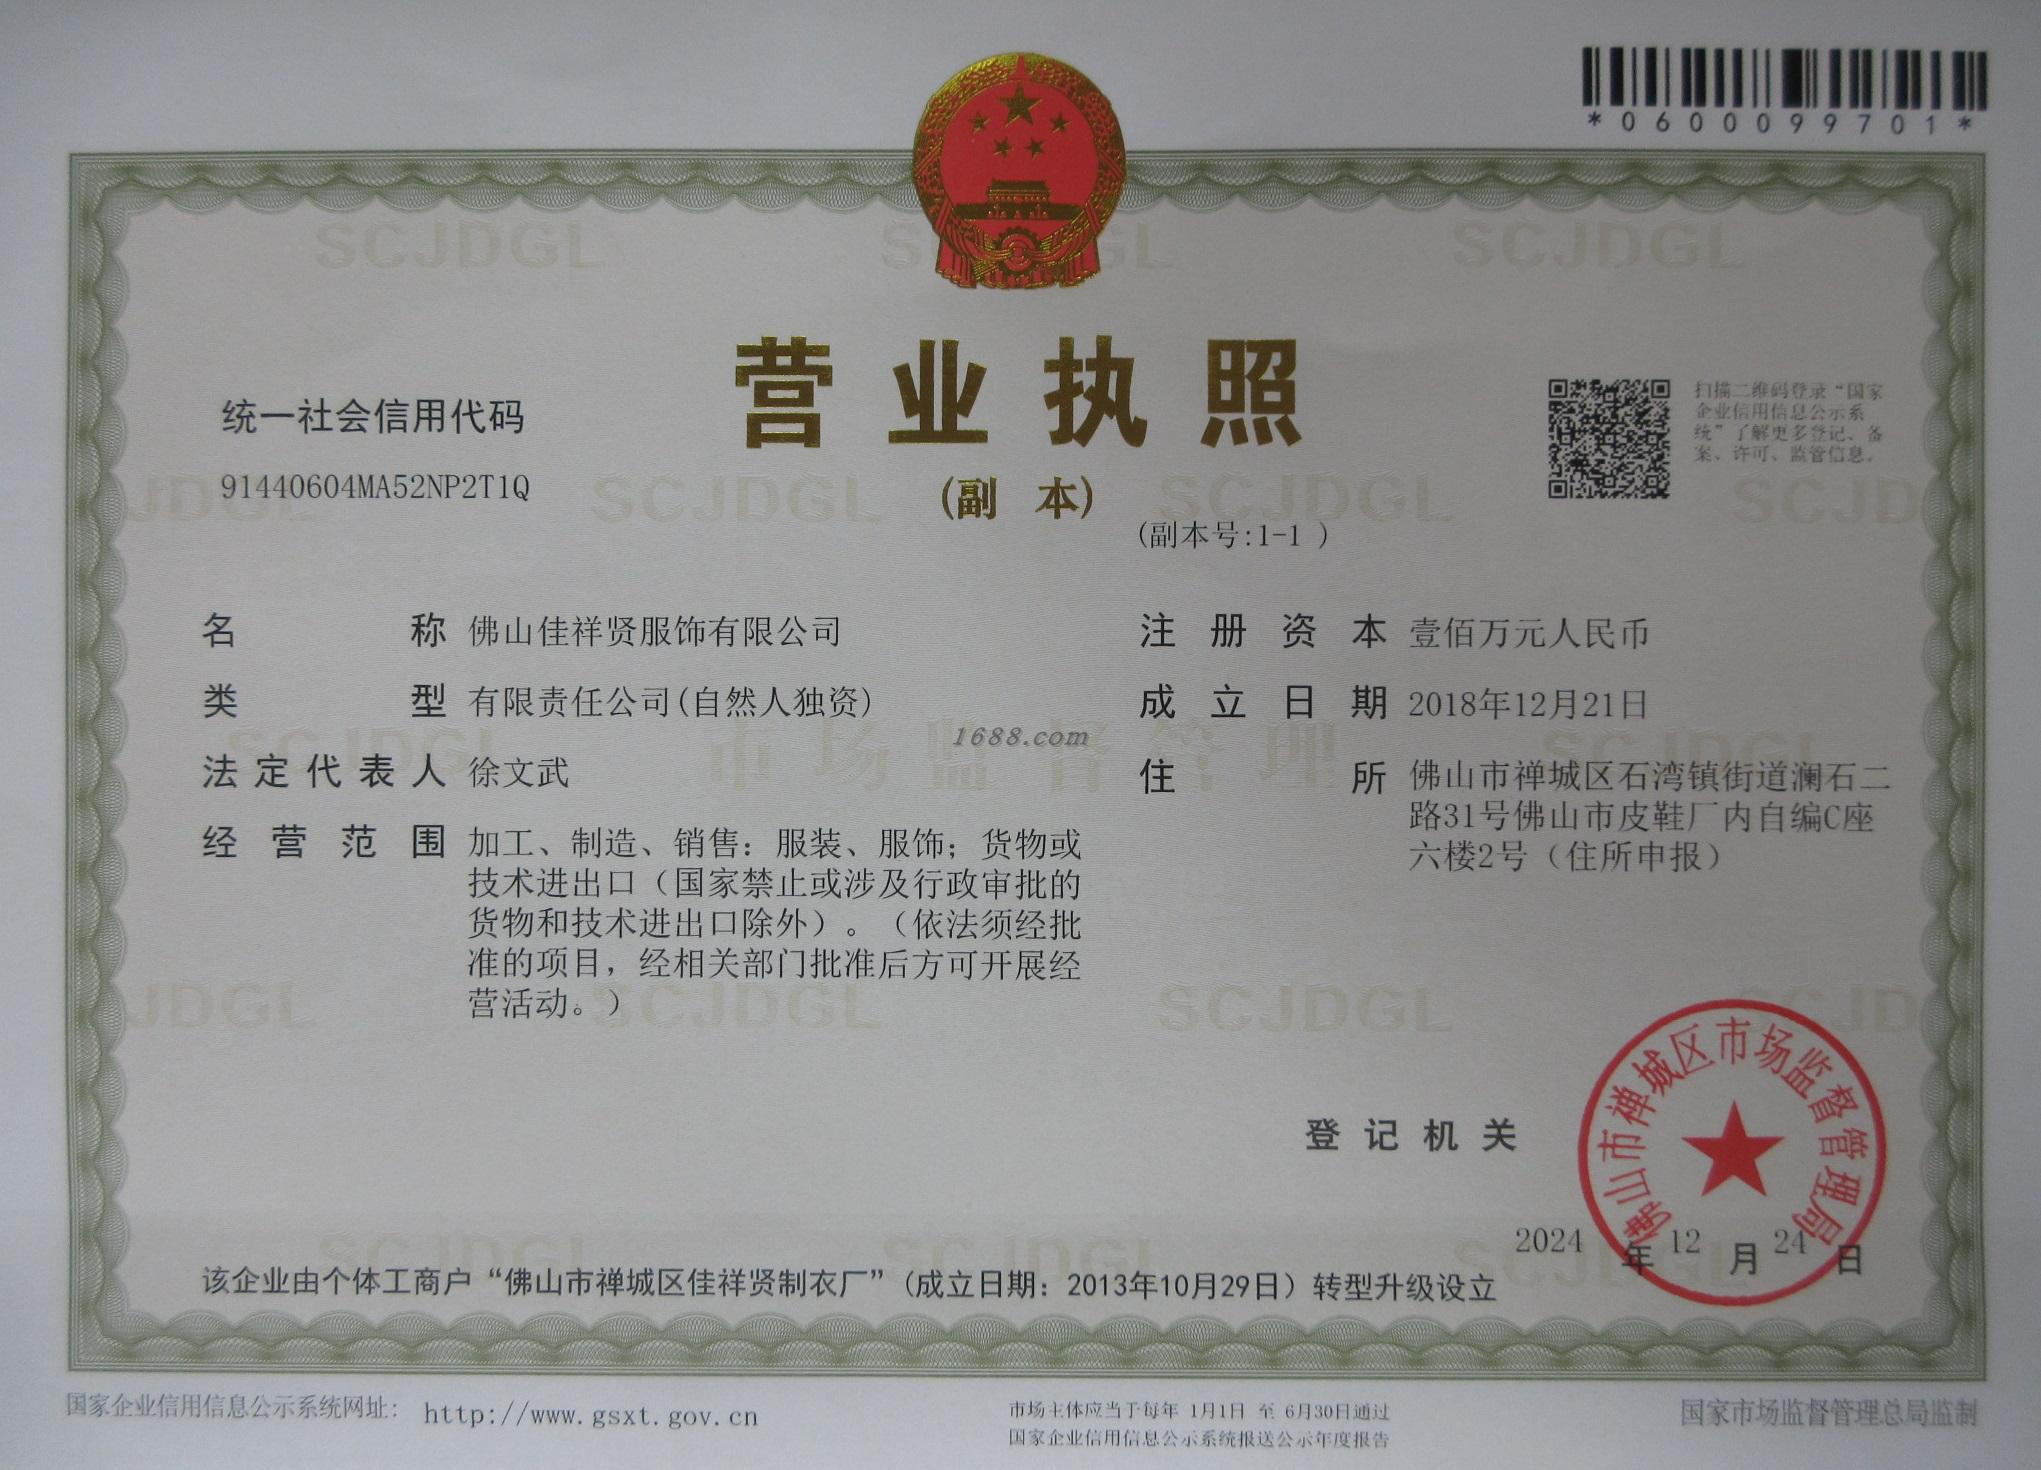 *0600099701*
营业执照
(副 本)
(副本号:1-1 )
统一社会信用代码
91440604MA52NP2T1Q
扫描二维码登录“国家
企业信用信息公示系
统”了解更多登记、备
案、许可、监管信息。
名称 佛山佳祥贤服饰有限公司
类型 有限责任公司(自然人独资)
法定代表人 徐文武
经营范围 加工、制造、销售：服装、服饰；货物或
技术进出口（国家禁止或涉及行政审批的
货物和技术进出口除外）。（依法须经批
准的项目，经相关部门批准后方可开展经
营活动。）
注册资本 壹佰万元人民币
成立日期 2018年12月21日
住所 佛山市禅城区石湾镇街道澜石二
路31号佛山市皮鞋厂内自编C座
六楼2号（住所申报）
1688.com
市场监督管理
SCJDGL
登记机关
佛山市禅城区市场监督管理局
2024年12月24日
该企业由个体工商户“佛山市禅城区佳祥贤制衣厂”（成立日期：2013年10月29日）转型升级设立
国家企业信用信息公示系统网址： http://www.gsxt.gov.cn
市场主体应当于每年 1月1日 至 6月30日通过
国家企业信用信息公示系统报送公示年度报告
国家市场监督管理总局监制